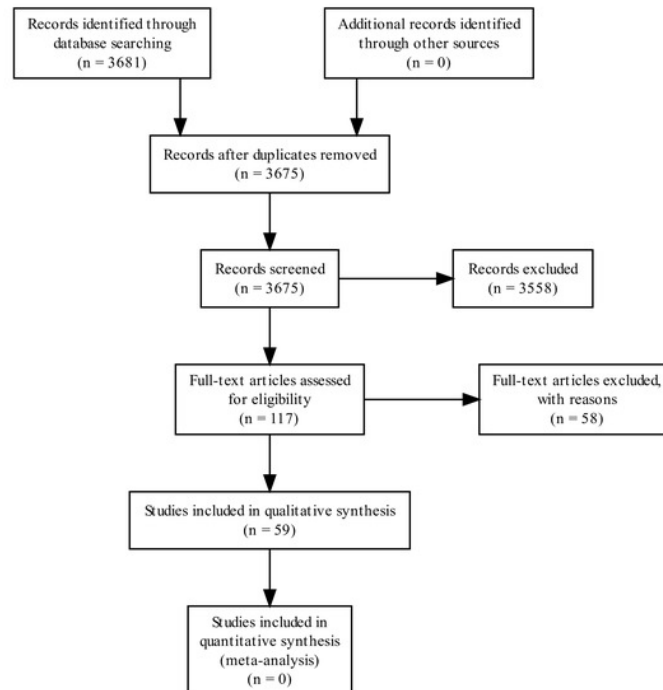 Records identified through
database searching
(n = 3681)
Additional records identified
through other sources
(n = 0)
Records after duplicates removed
(n = 3675)
Records screened
(n = 3675)
Records excluded
(n = 3558)
Full-text articles assessed
for eligibility
(n = 117)
Full-text articles excluded,
with reasons
(n = 58)
Studies included in qualitative synthesis
(n = 59)
Studies included in
quantitative synthesis
(meta-analysis)
(n = 0)